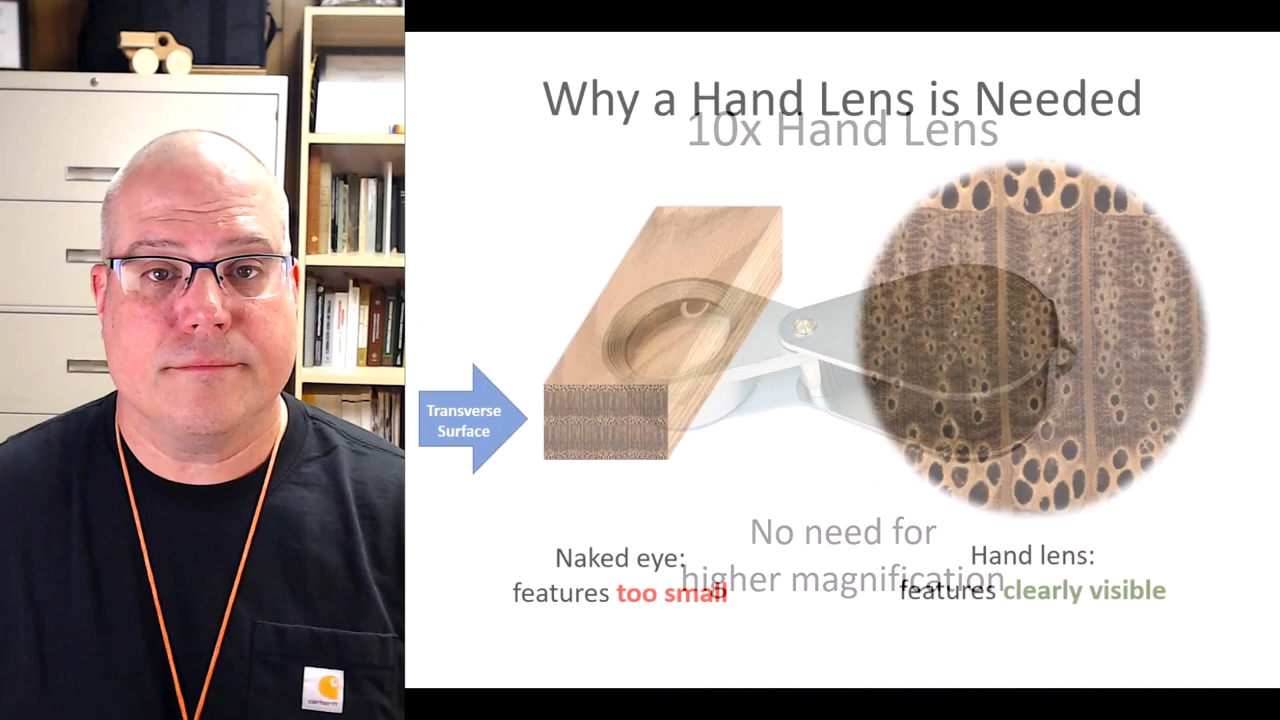 Why a Hand Lens is Needed
10x Hand Lens
Transverse
Surface
No need for
higher magnification
Naked eye:
features too small
Hand lens:
features clearly visible
carhartt